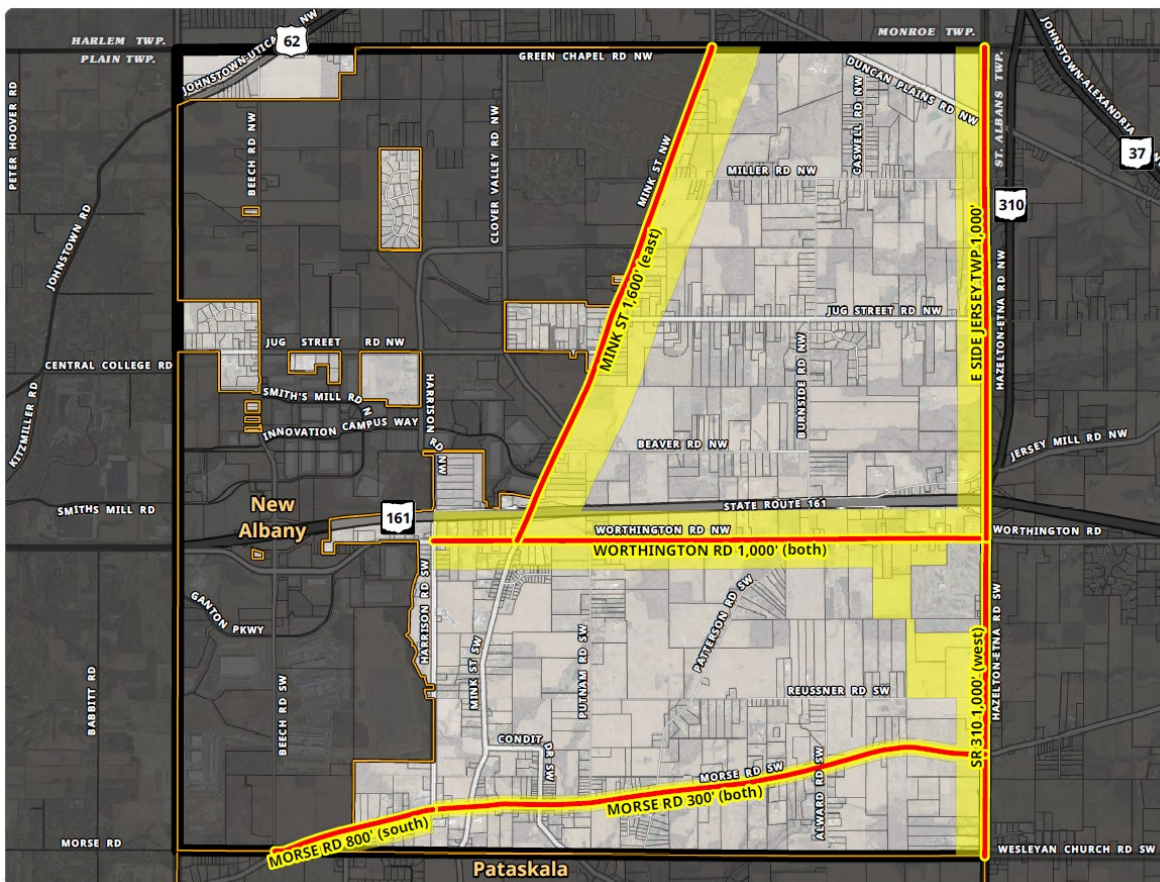 HARLEM TWP.
PLAIN TWP.
JOHNSTOWN-UTICA NW
62
GREEN CHAPEL RD NW
MONROE TWP.
ST. ALBANS TWP.
JOHNSTOWN-ALEXANDRIA
37
310
PETER HOOVER RD
BEECH RD NW
CLOVER VALLEY RD NW
MINK ST NW
DUNCAN PLAINS RD NW
CASWELL RD NW
MILLER RD NW
JOHNSTOWN RD
MINK ST 1,600' (east)
E SIDE JERSEY TWP 1,000'
HAZELTON-ETNA RD NW
JUG STREET RD NW
JUG STREET RD NW
CENTRAL COLLEGE RD
SMITH'S MILL RD N
INNOVATION CAMPUS WAY
HARRISON RD NW
BURNSIDE RD NW
BEAVER RD NW
KITZMILLER RD
JERSEY MILL RD NW
SMITHS MILL RD
New
Albany
161
STATE ROUTE 161
WORTHINGTON RD NW
WORTHINGTON RD
WORTHINGTON RD 1,000' (both)
GANTON PKWY
HARRISON RD SW
MINK ST SW
PUTNAM RD SW
PATTERSON RD SW
HAZELTON-ETNA RD SW
SR 310 1,000' (west)
BABBITT RD
BEECH RD SW
REUSSNER RD SW
CONDIT
DR SW
MORSE RD SW
MORSE RD 300' (both)
ALWARD RD SW
MORSE RD 800' (south)
MORSE RD
WESLEYAN CHURCH RD SW
Pataskala